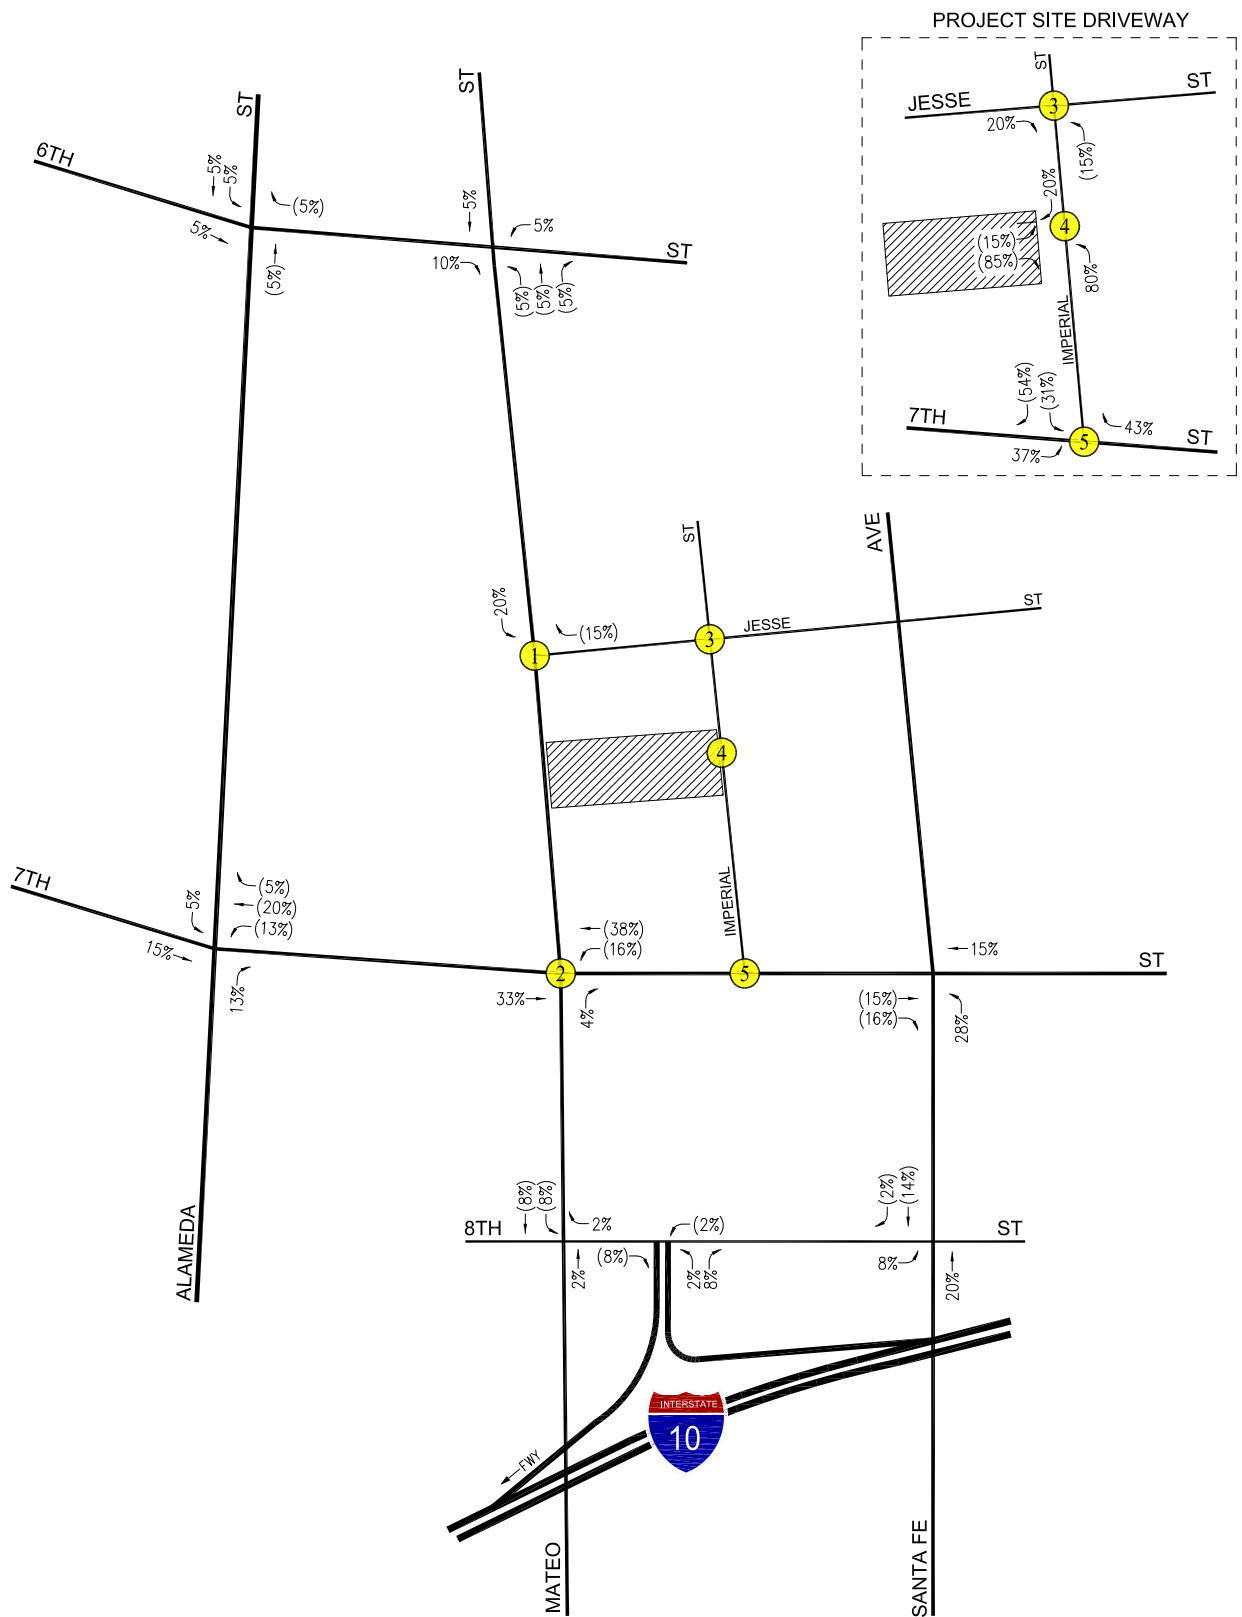 PROJECT SITE DRIVEWAY
ST
JESSE
ST
3
20%
(15%)
20%
4
(15%)
(85%)
80%
IMPERIAL
(54%)
(31%)
7TH
43%
ST
37%
5
ST
ST
6TH
5%
5%
(5%)
5%
(5%)
5%
5%
ST
10%
(5%)
(5%)
(5%)
ST
AVE
20%
(15%)
1
3
JESSE
ST
4
IMPERIAL
7TH
5%
(5%)
(20%)
(13%)
15%
13%
(38%)
(16%)
2
5
15%
ST
33%
4%
(15%)
(16%)
28%
(8%)
(8%)
2%
8TH
(2%)
(2%)
(14%)
ST
2%
(8%)
2%
8%
8%
20%
ALAMEDA
INTERSTATE
10
FWY
MATEO
SANTA FE